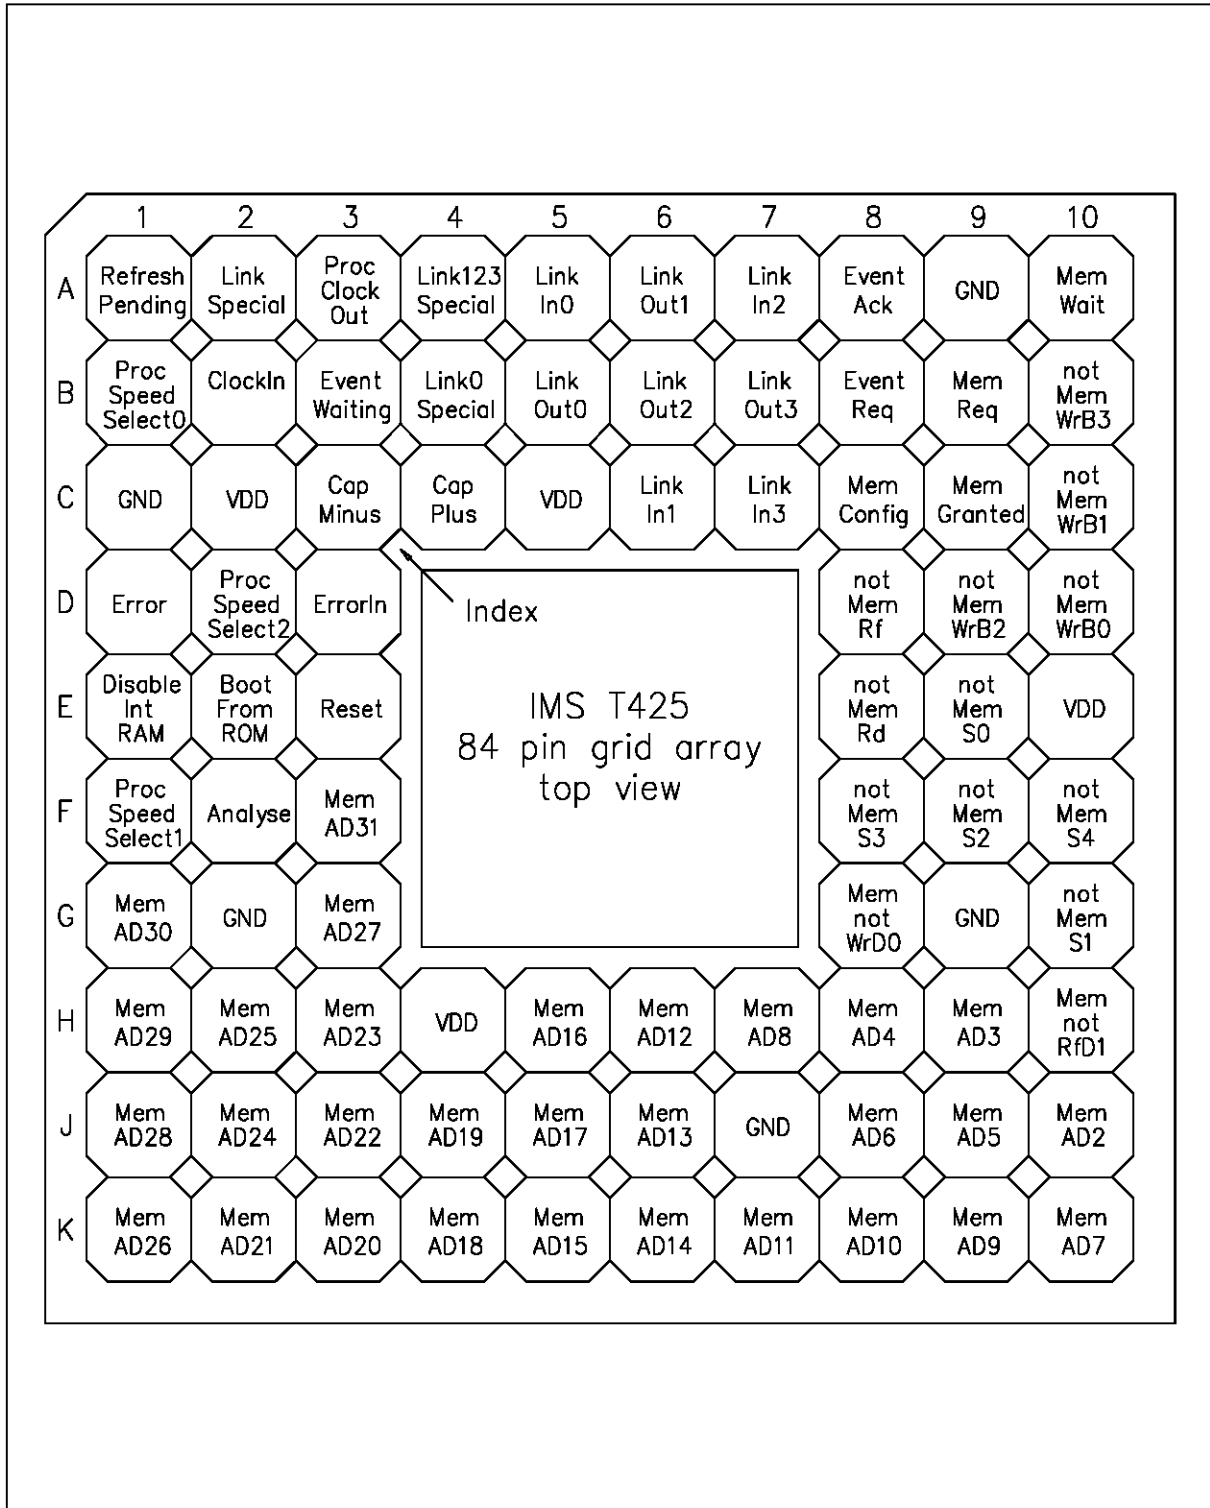 1 2 3 4 5 6 7 8 9 10
A Refresh Pending Link Special Proc Clock Out Link123 Special Link In0 Link Out1 Link In2 Event Ack GND Mem Wait
B Proc Speed Select0 ClockIn Event Waiting Link0 Special Link Out0 Link Out2 Link Out3 Event Req Mem Req not Mem WrB3
C GND VDD Cap Minus Cap Plus VDD Link In1 Link In3 Mem Config Mem Granted not Mem WrB1
D Error Proc Speed Select2 ErrorIn not Mem Rf not Mem WrB2 not Mem WrB0
Index
E Disable Int RAM Boot From ROM Reset not Mem Rd not Mem S0 VDD
IMS T425
84 pin grid array
top view
F Proc Speed Select1 Analyse Mem AD31 not Mem S3 not Mem S2 not Mem S4
G Mem AD30 GND Mem AD27 Mem not WrD0 GND not Mem S1
H Mem AD29 Mem AD25 Mem AD23 VDD Mem AD16 Mem AD12 Mem AD8 Mem AD4 Mem AD3 Mem not RfD1
J Mem AD28 Mem AD24 Mem AD22 Mem AD19 Mem AD17 Mem AD13 GND Mem AD6 Mem AD5 Mem AD2
K Mem AD26 Mem AD21 Mem AD20 Mem AD18 Mem AD15 Mem AD14 Mem AD11 Mem AD10 Mem AD9 Mem AD7